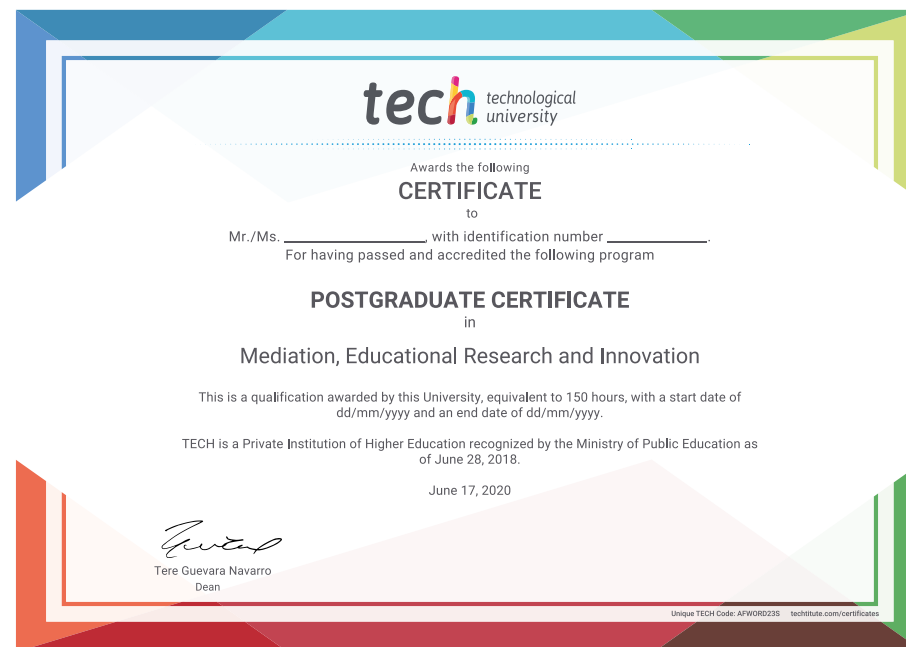 tech technological
university
Awards the following
CERTIFICATE
to
Mr./Ms. ____________________, with identification number __________________.
For having passed and accredited the following program
POSTGRADUATE CERTIFICATE
in
Mediation, Educational Research and Innovation
This is a qualification awarded by this University, equivalent to 150 hours, with a start date of
dd/mm/yyyy and an end date of dd/mm/yyyy.
TECH is a Private Institution of Higher Education recognized by the Ministry of Public Education as
of June 28, 2018.
June 17, 2020
Tere Guevara Navarro
Dean
Unique TECH Code: AFWORD23S techtitute.com/certificates